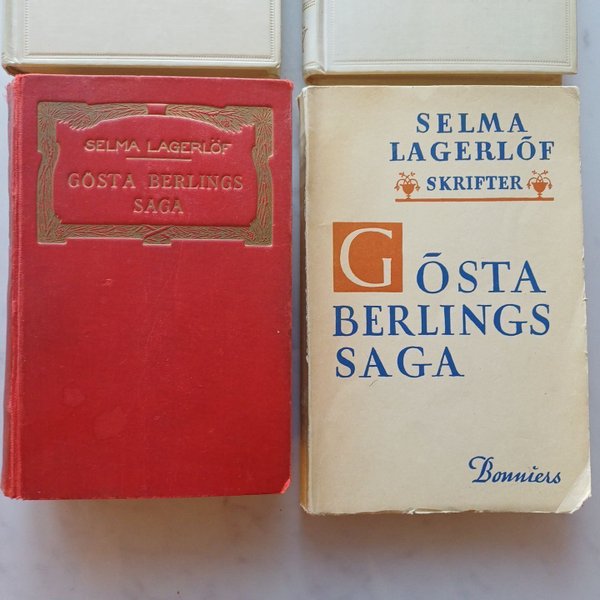 SELMA LAGERLÖF
GÖSTA BERLINGS
SAGA
SELMA
LAGERLÖF
SKRIFTER
GÖSTA
BERLINGS
SAGA
Bonniers